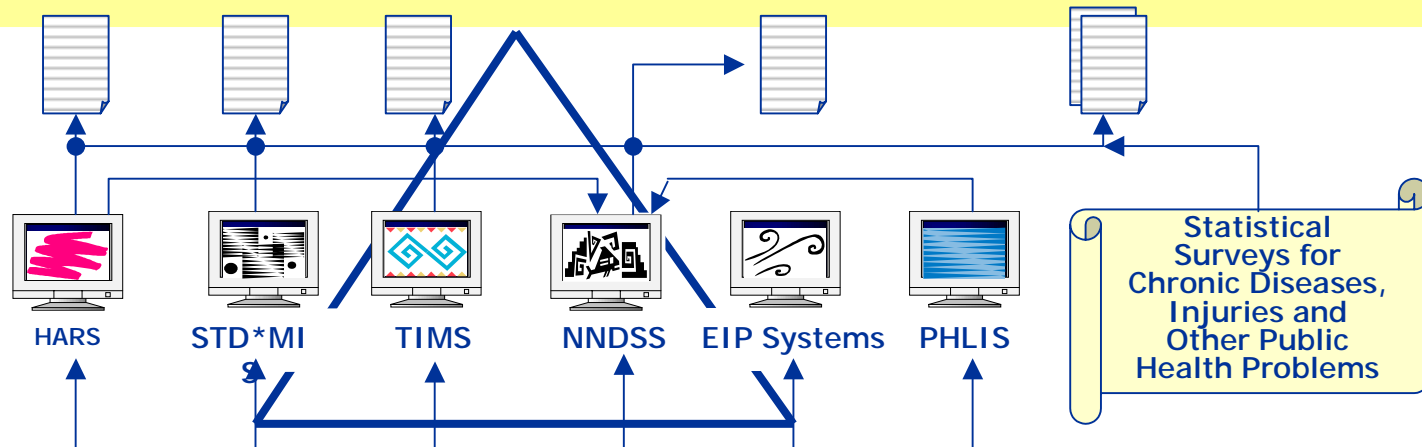 HARS
STD*MI
S
TIMS
NNDSS
EIP Systems
PHLIS
Statistical
Surveys for
Chronic Diseases,
Injuries and
Other Public
Health Problems